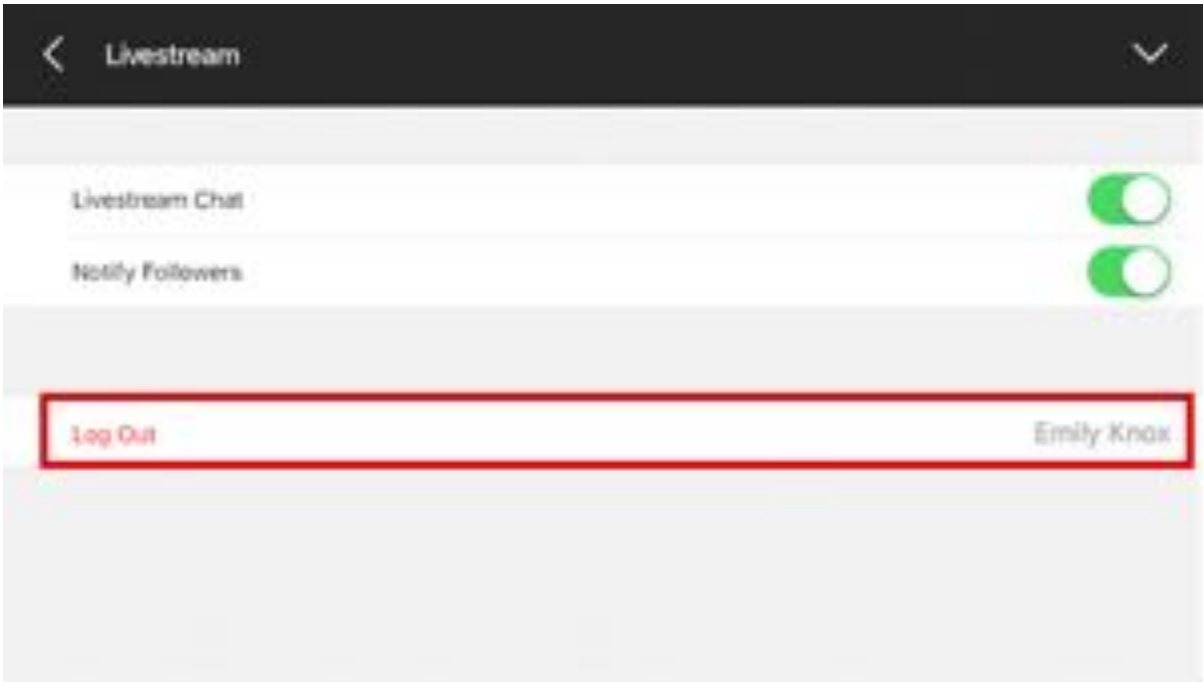 Livestream
Livestream Chat
Notify Followers
Log Out
Emily Knox